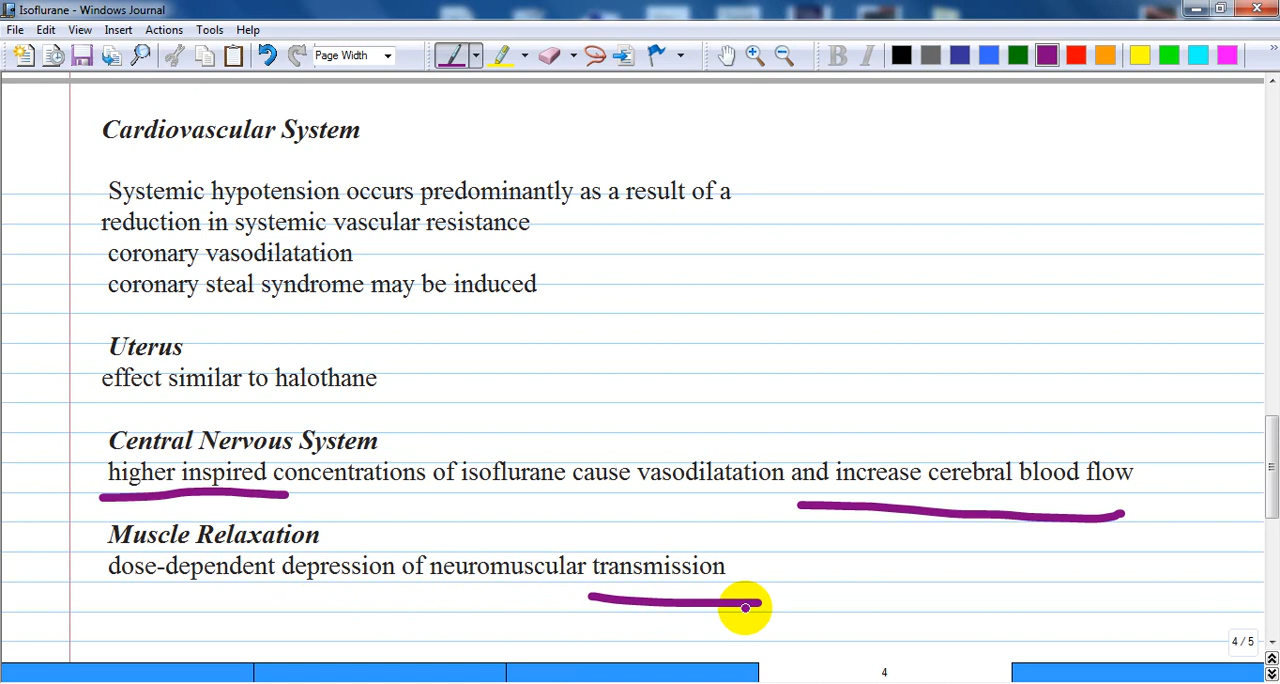 Isoflurane - Windows Journal
File Edit View Insert Actions Tools Help
Page Width B I
Cardiovascular System
Systemic hypotension occurs predominantly as a result of a
reduction in systemic vascular resistance
coronary vasodilatation
coronary steal syndrome may be induced
Uterus
effect similar to halothane
Central Nervous System
higher inspired concentrations of isoflurane cause vasodilatation and increase cerebral blood flow
Muscle Relaxation
dose-dependent depression of neuromuscular transmission
4 / 5
4